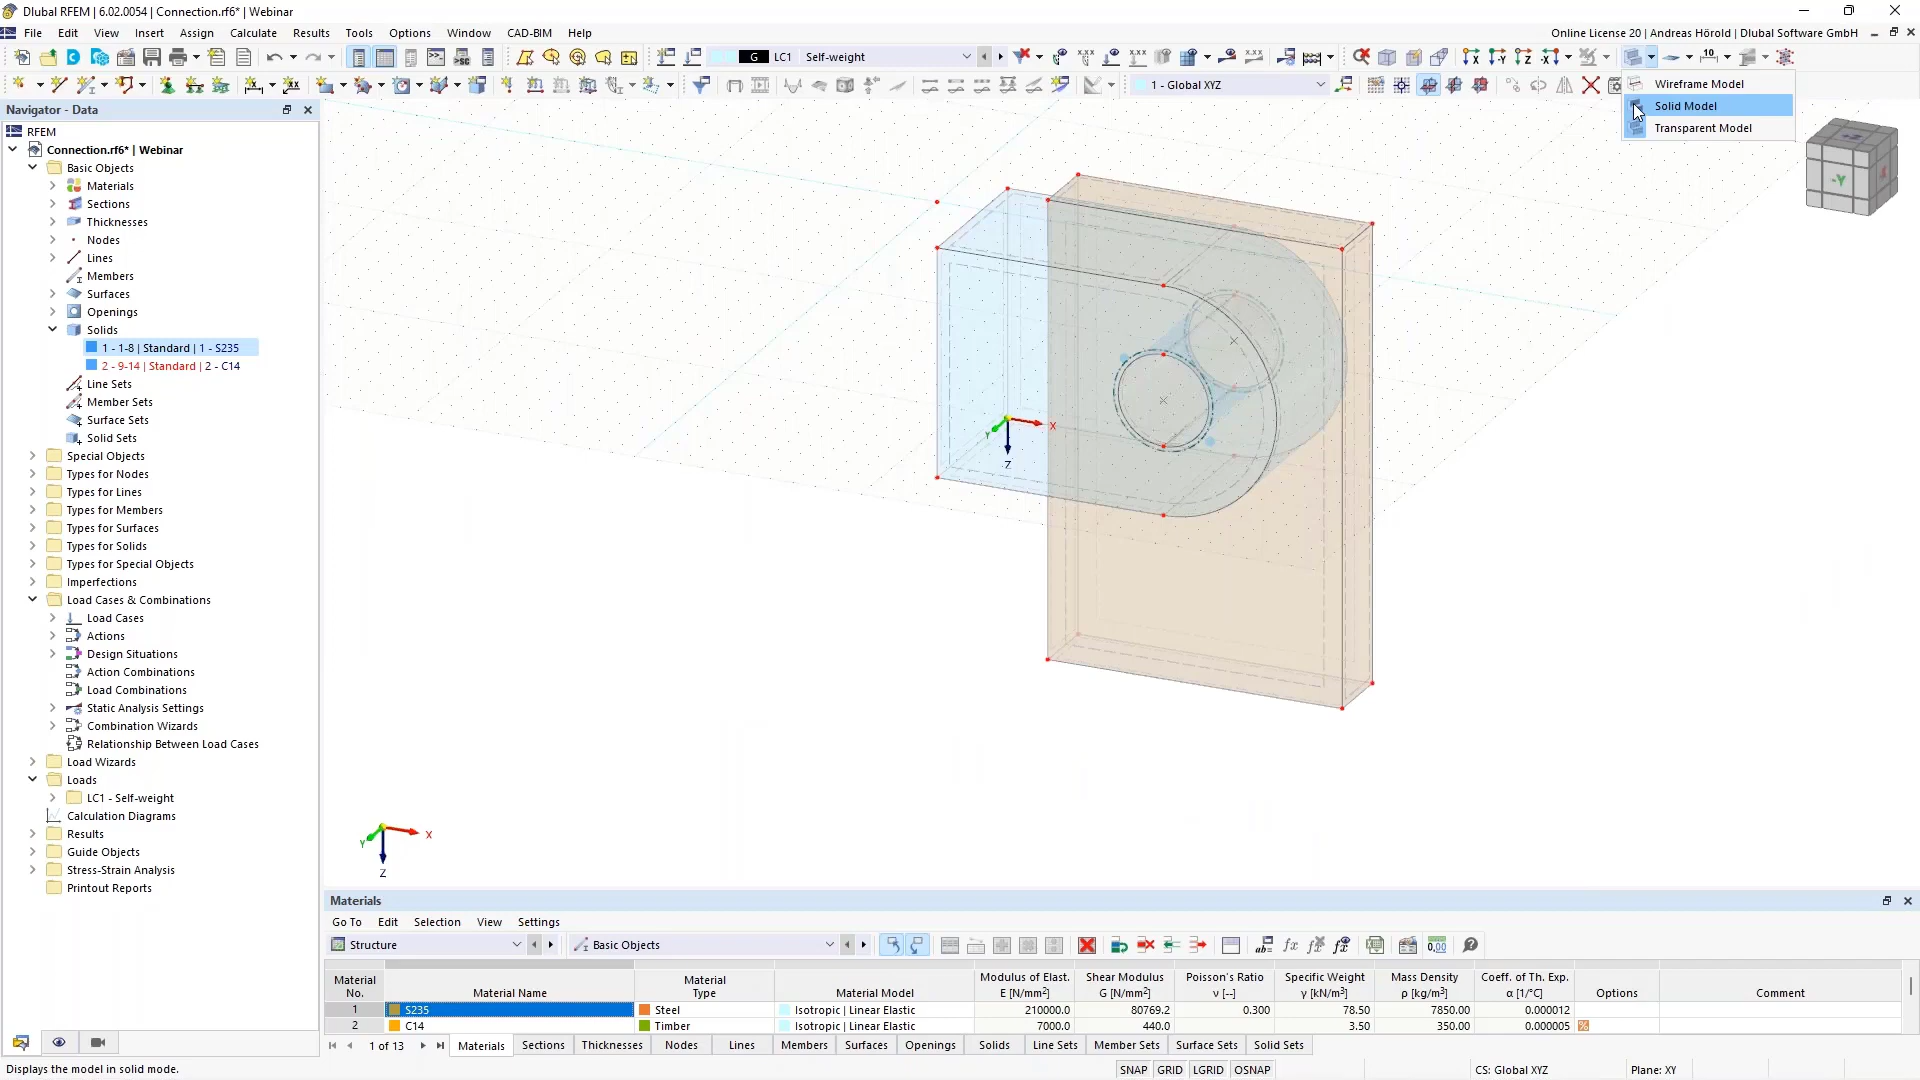 Dlubal RFEM | 6.02.0054 | Connection.rf6* | Webinar
File Edit View Insert Assign Calculate Results Tools Options Window CAD-BIM Help
Online License 20 | Andreas Hörold | Dlubal Software GmbH
G LC1 Self-weight
1 - Global XYZ
Wireframe Model
Solid Model
Transparent Model
Navigator - Data
RFEM
Connection.rf6* | Webinar
Basic Objects
Materials
Sections
Thicknesses
Nodes
Lines
Members
Surfaces
Openings
Solids
1 - 1-8 | Standard | 1 - S235
2 - 9-14 | Standard | 2 - C14
Line Sets
Member Sets
Surface Sets
Solid Sets
Special Objects
Types for Nodes
Types for Lines
Types for Members
Types for Surfaces
Types for Solids
Types for Special Objects
Imperfections
Load Cases & Combinations
Load Cases
Actions
Design Situations
Action Combinations
Load Combinations
Static Analysis Settings
Combination Wizards
Relationship Between Load Cases
Load Wizards
Loads
LC1 - Self-weight
Calculation Diagrams
Results
Guide Objects
Stress-Strain Analysis
Printout Reports
-Y
X
Y
Z
X
Y
Z
Materials
Go To Edit Selection View Settings
Structure Basic Objects
Material No. Material Name Material Type Material Model Modulus of Elast. E [N/mm²] Shear Modulus G [N/mm²] Poisson's Ratio ν [--] Specific Weight γ [kN/m³] Mass Density ρ [kg/m³] Coeff. of Th. Exp. α [1/°C] Options Comment
1 S235 Steel Isotropic | Linear Elastic 210000.0 80769.2 0.300 78.50 7850.00 0.000012
2 C14 Timber Isotropic | Linear Elastic 7000.0 440.0 3.50 350.00 0.000005
1 of 13 Materials Sections Thicknesses Nodes Lines Members Surfaces Openings Solids Line Sets Member Sets Surface Sets Solid Sets
Displays the model in solid mode.
SNAP GRID LGRID OSNAP CS: Global XYZ Plane: XY